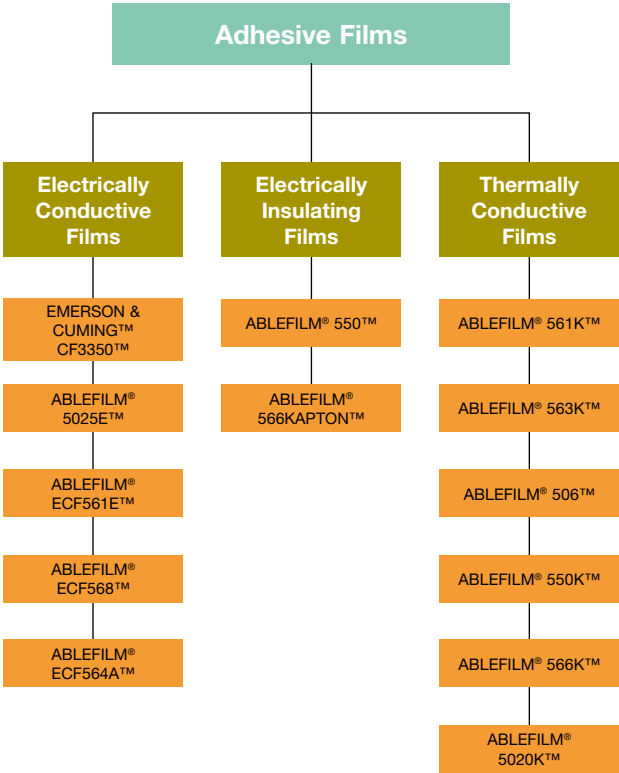 Adhesive Films
Electrically
Conductive
Films
EMERSON &
CUMING™
CF3350™
ABLEFILM®
5025E™
ABLEFILM®
ECF561E™
ABLEFILM®
ECF568™
ABLEFILM®
ECF564A™
Electrically
Insulating
Films
ABLEFILM® 550™
ABLEFILM®
566KAPTON™
Thermally
Conductive
Films
ABLEFILM® 561K™
ABLEFILM® 563K™
ABLEFILM® 506™
ABLEFILM® 550K™
ABLEFILM® 566K™
ABLEFILM®
5020K™